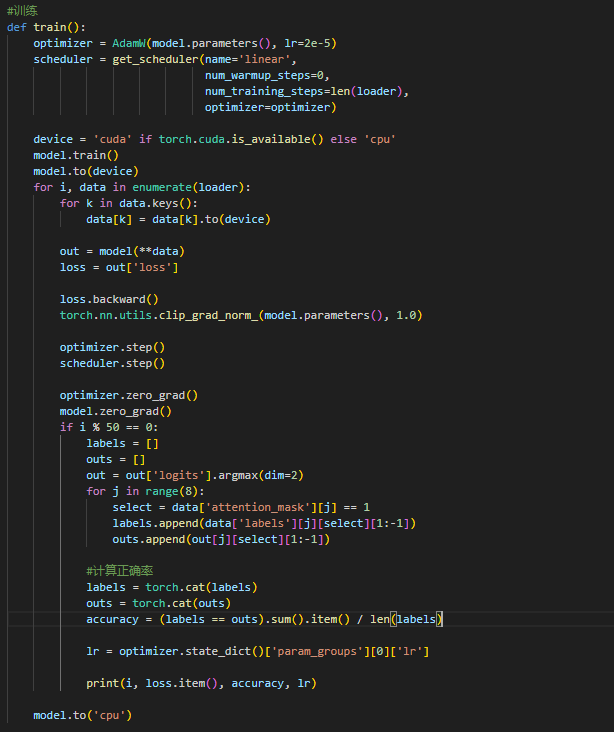 #训练
def train():
    optimizer = AdamW(model.parameters(), lr=2e-5)
    scheduler = get_scheduler(name='linear',
                              num_warmup_steps=0,
                              num_training_steps=len(loader),
                              optimizer=optimizer)
    device = 'cuda' if torch.cuda.is_available() else 'cpu'
    model.train()
    model.to(device)
    for i, data in enumerate(loader):
        for k in data.keys():
            data[k] = data[k].to(device)
        out = model(**data)
        loss = out['loss']
        loss.backward()
        torch.nn.utils.clip_grad_norm_(model.parameters(), 1.0)
        optimizer.step()
        scheduler.step()
        optimizer.zero_grad()
        model.zero_grad()
        if i % 50 == 0:
            labels = []
            outs = []
            out = out['logits'].argmax(dim=2)
            for j in range(8):
                select = data['attention_mask'][j] == 1
                labels.append(data['labels'][j][select][1:-1])
                outs.append(out[j][select][1:-1])
            #计算正确率
            labels = torch.cat(labels)
            outs = torch.cat(outs)
            accuracy = (labels == outs).sum().item() / len(labels)
            lr = optimizer.state_dict()['param_groups'][0]['lr']
            print(i, loss.item(), accuracy, lr)
    model.to('cpu')